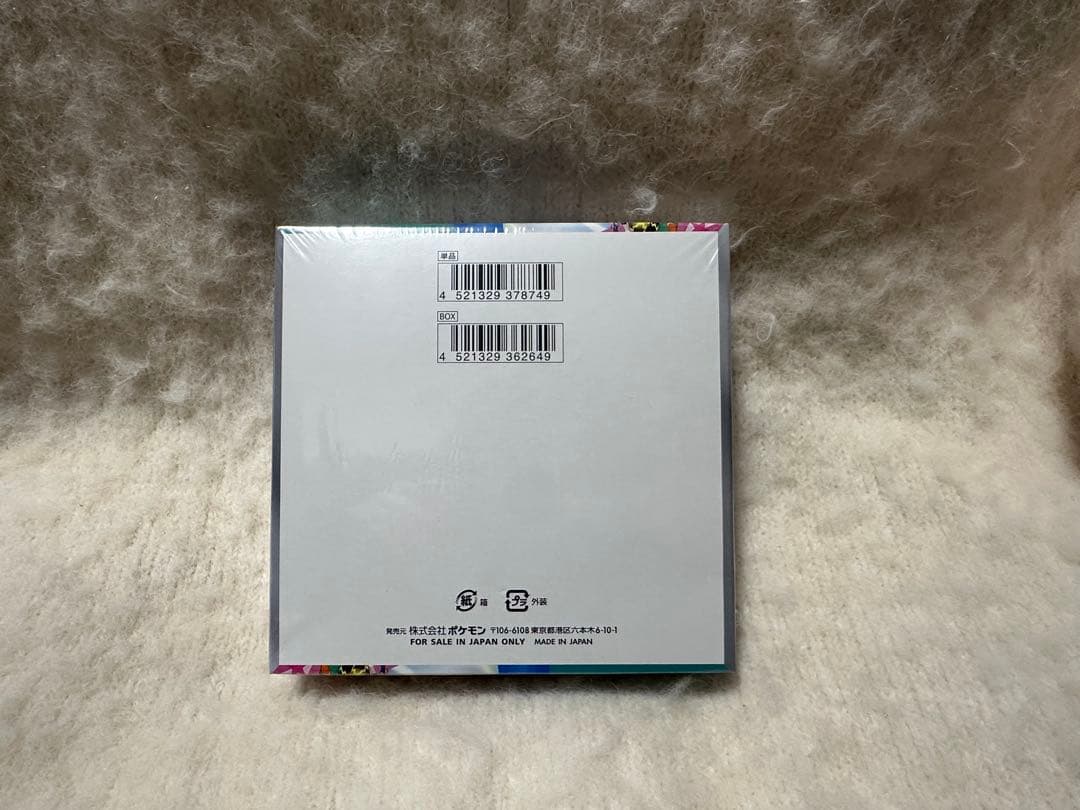 単品
4 521329 378749
BOX
4 521329 362649
紙 箱 プラ 外装
発売元 株式会社 ポケモン 〒106-6108 東京都港区六本木6-10-1
FOR SALE IN JAPAN ONLY MADE IN JAPAN